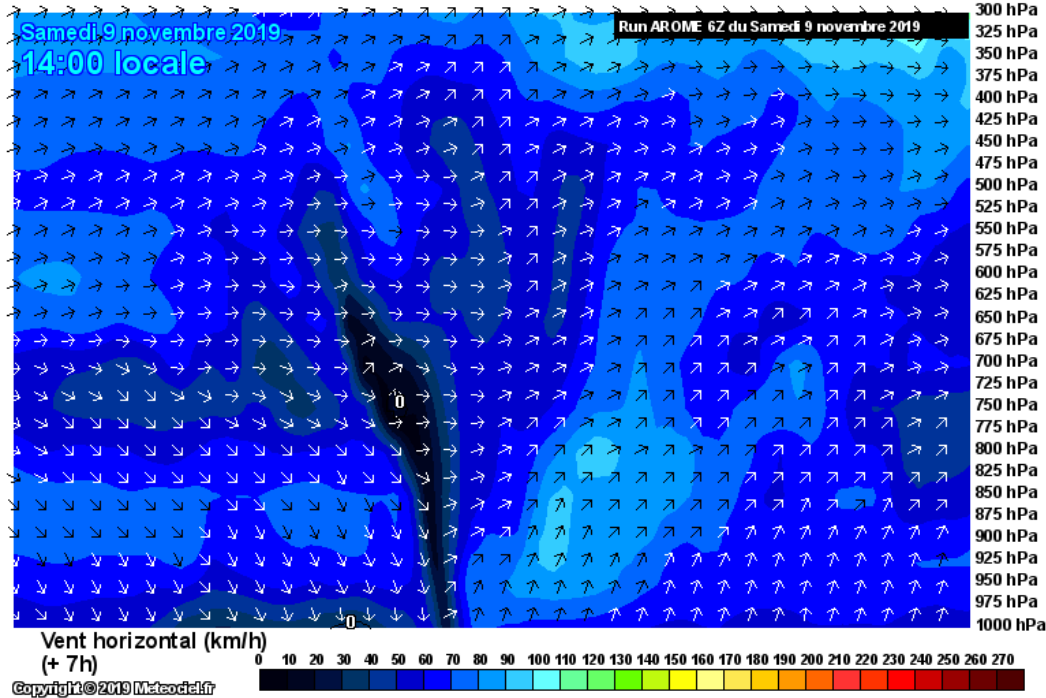 Samedi 9 novembre 2019
14:00 locale
Run AROME 6Z du Samedi 9 novembre 2019
300 hPa
325 hPa
350 hPa
375 hPa
400 hPa
425 hPa
450 hPa
475 hPa
500 hPa
525 hPa
550 hPa
575 hPa
600 hPa
625 hPa
650 hPa
675 hPa
700 hPa
725 hPa
750 hPa
775 hPa
800 hPa
825 hPa
850 hPa
875 hPa
900 hPa
925 hPa
950 hPa
975 hPa
1000 hPa
0
0
Vent horizontal (km/h)
(+ 7h)
0 10 20 30 40 50 60 70 80 90 100 110 120 130 140 150 160 170 180 190 200 210 220 230 240 250 260 270
Copyright © 2019 Meteociel.fr